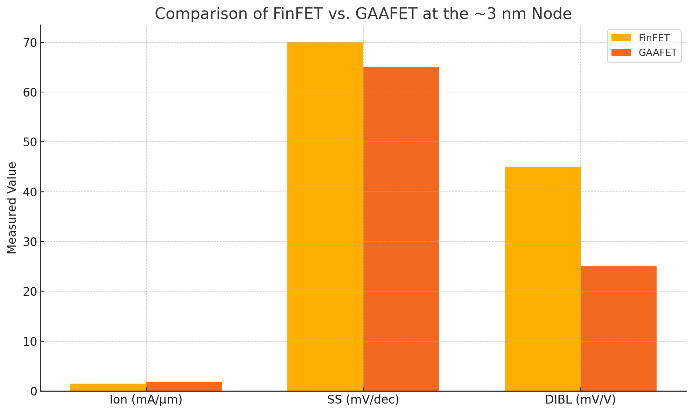 Comparison of FinFET vs. GAAFET at the ~3 nm Node
FinFET
GAAFET
Measured Value
70
60
50
40
30
20
10
0
Ion (mA/μm)
SS (mV/dec)
DIBL (mV/V)